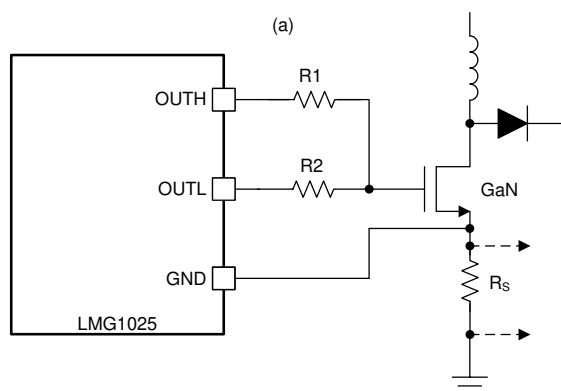 (a)
R1
OUTH
R2
OUTL
GaN
GND
RS
LMG1025